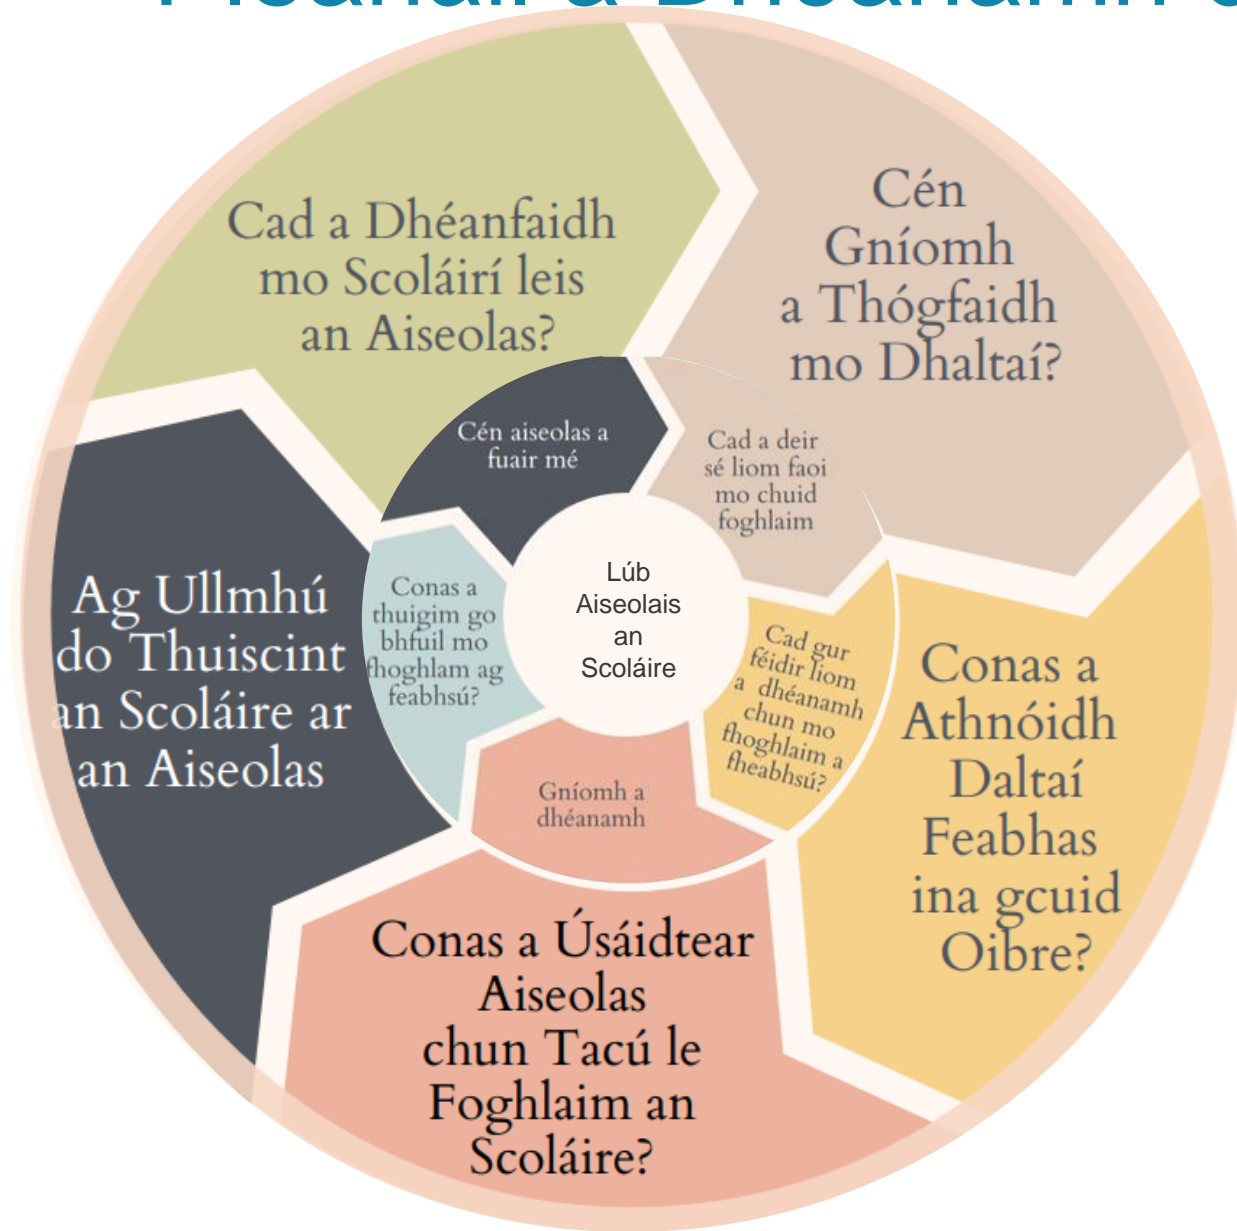 Cad a Dhéanfaidh
mo Scoláirí leis
an Aiseolas?
Cén
Gníomh
a Thógfaidh
mo Dhaltaí?
Conas a
Athnóidh
Daltaí
Feabhas
ina gcuid
Oibre?
Conas a Úsáidtear
Aiseolas
chun Tacú le
Foghlaim an
Scoláire?
Ag Ullmhú
do Thuiscint
an Scoláire ar
an Aiseolas
Cén aiseolas a
fuair mé
Cad a deir
sé liom faoi
mo chuid
foghlaim
Cad gur
féidir liom
a dhéanamh
chun mo
fhoghlaim a
fheabhsú?
Gníomh a
dhéanamh
Conas a
thuigim go
bhfuil mo
fhoghlam ag
feabhsú?
Lúb
Aiseolais
an
Scoláire